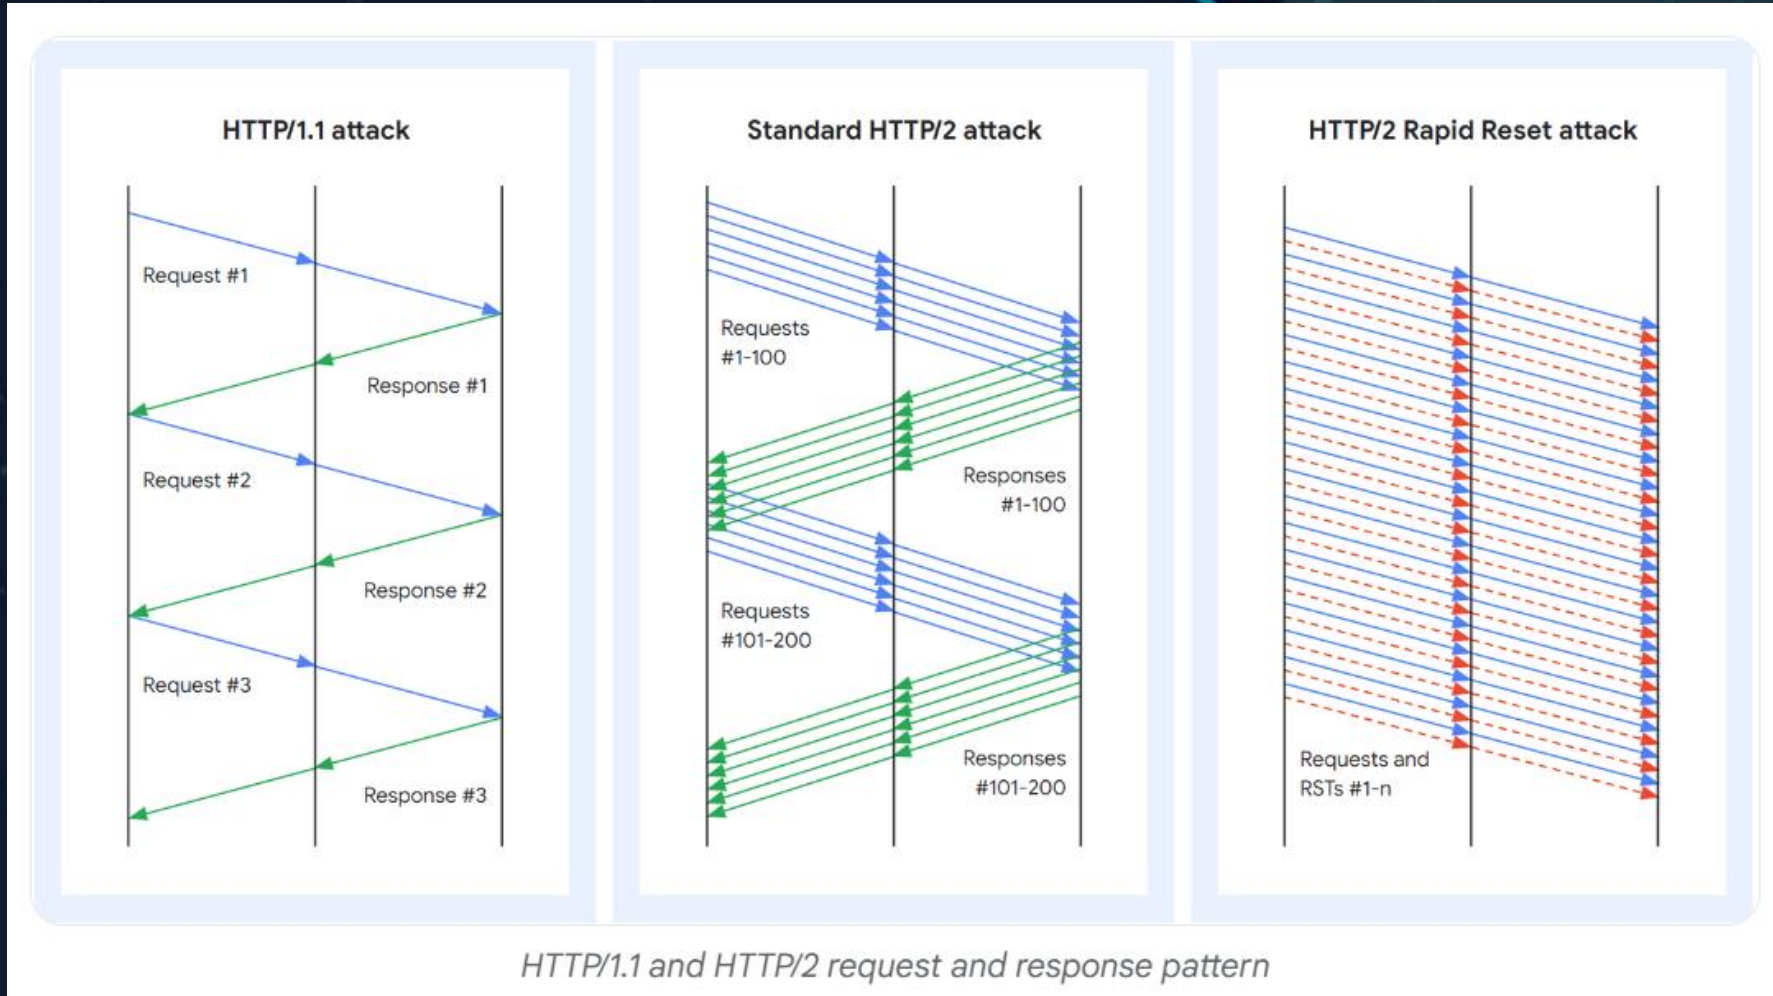 HTTP/1.1 attack
Request #1
Response #1
Request #2
Response #2
Request #3
Response #3
Standard HTTP/2 attack
Requests
#1-100
Responses
#1-100
Requests
#101-200
Responses
#101-200
HTTP/2 Rapid Reset attack
Requests and
RSTs #1-n
HTTP/1.1 and HTTP/2 request and response pattern